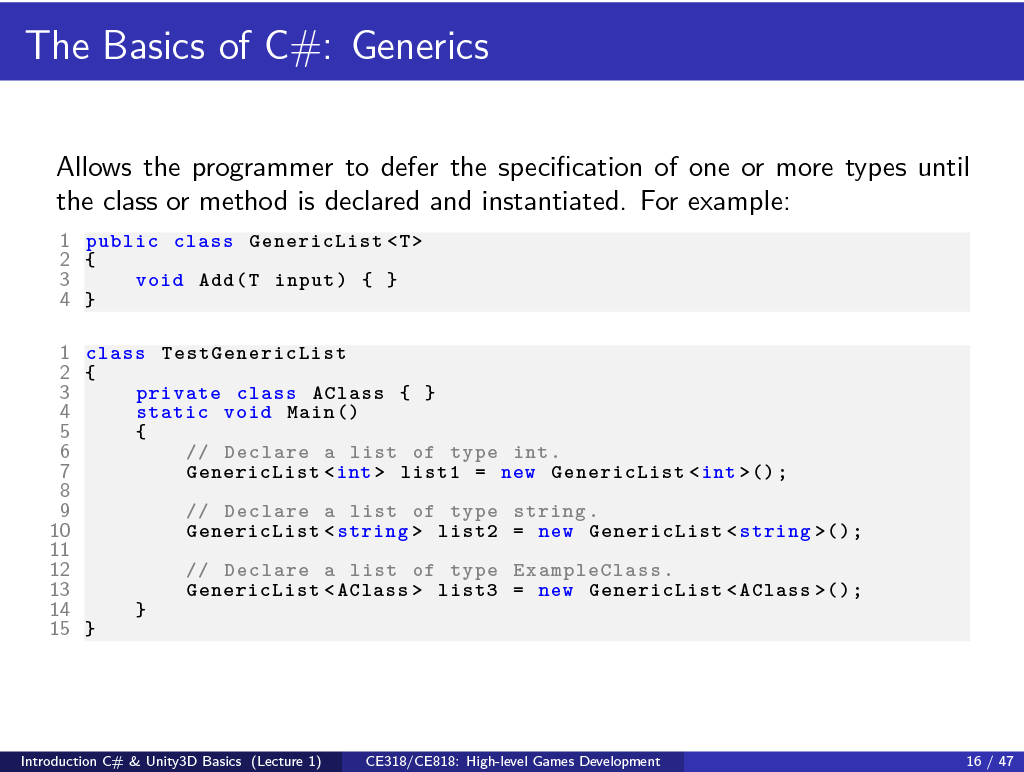 The Basics of C#: Generics
Allows the programmer to defer the specification of one or more types until
the class or method is declared and instantiated. For example:
1 public class GenericList<T>
2 {
3     void Add(T input) { }
4 }
1 class TestGenericList
2 {
3     private class AClass { }
4     static void Main()
5     {
6         // Declare a list of type int.
7         GenericList<int> list1 = new GenericList<int>();
8
9         // Declare a list of type string.
10         GenericList<string> list2 = new GenericList<string>();
11
12         // Declare a list of type ExampleClass.
13         GenericList<AClass> list3 = new GenericList<AClass>();
14     }
15 }
Introduction C# & Unity3D Basics (Lecture 1) CE318/CE818: High-level Games Development 16 / 47